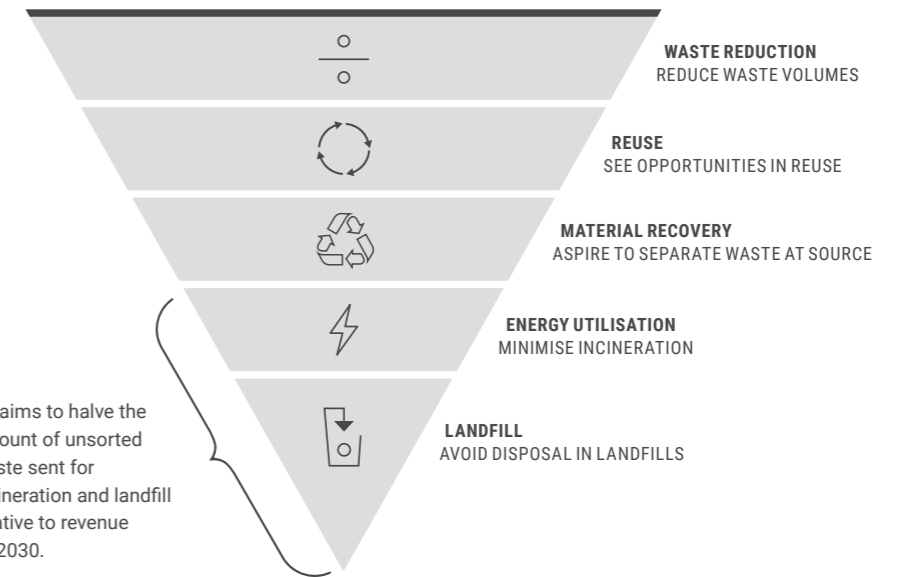 WASTE REDUCTION
REDUCE WASTE VOLUMES
REUSE
SEE OPPORTUNITIES IN REUSE
MATERIAL RECOVERY
ASPIRE TO SEPARATE WASTE AT SOURCE
ENERGY UTILISATION
MINIMISE INCINERATION
LANDFILL
AVOID DISPOSAL IN LANDFILLS
aims to halve the
of unsorted
sent for
and landfill
to revenue
2030.